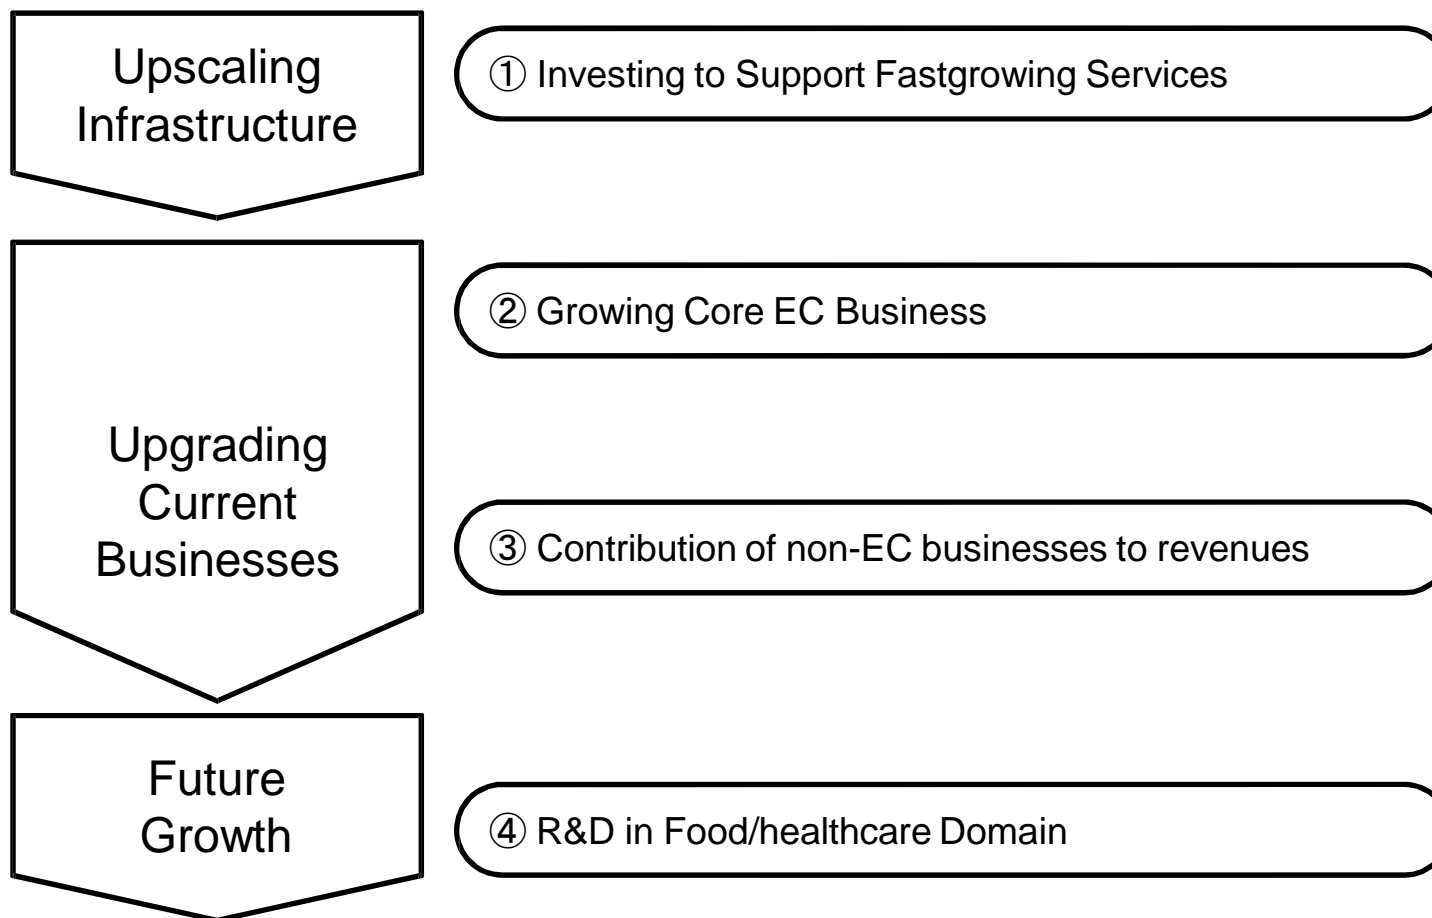 Upscaling
Infrastructure
① Investing to Support Fastgrowing Services
② Growing Core EC Business
Upgrading
Current
Businesses
③ Contribution of non-EC businesses to revenues
Future
Growth
④ R&D in Food/healthcare Domain